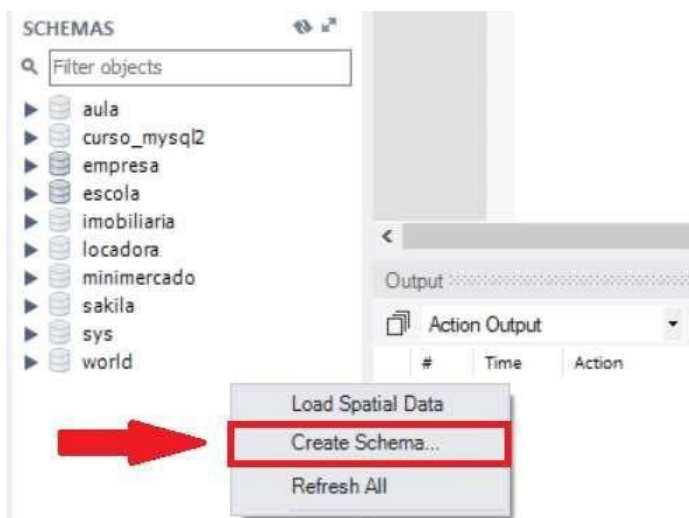 SCHEMAS
Filter objects
aula
curso_mysql2
empresa
escola
imobiliaria
locadora
minimercado
sakila
sys
world
Output
Action Output
# Time Action
Load Spatial Data
Create Schema...
Refresh All